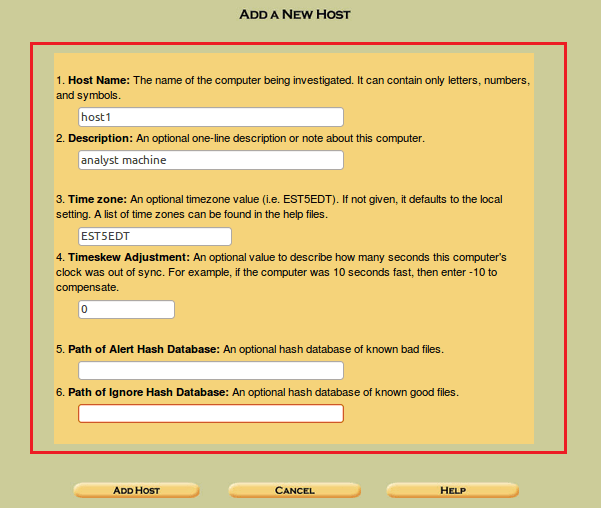 ADD A NEW HOST
1. Host Name: The name of the computer being investigated. It can contain only letters, numbers,
and symbols.
host1
2. Description: An optional one-line description or note about this computer.
analyst machine
3. Time zone: An optional timezone value (i.e. EST5EDT). If not given, it defaults to the local
setting. A list of time zones can be found in the help files.
EST5EDT
4. Timeskew Adjustment: An optional value to describe how many seconds this computer's
clock was out of sync. For example, if the computer was 10 seconds fast, then enter -10 to
compensate.
0
5. Path of Alert Hash Database: An optional hash database of known bad files.
6. Path of Ignore Hash Database: An optional hash database of known good files.
ADD HOST CANCEL HELP